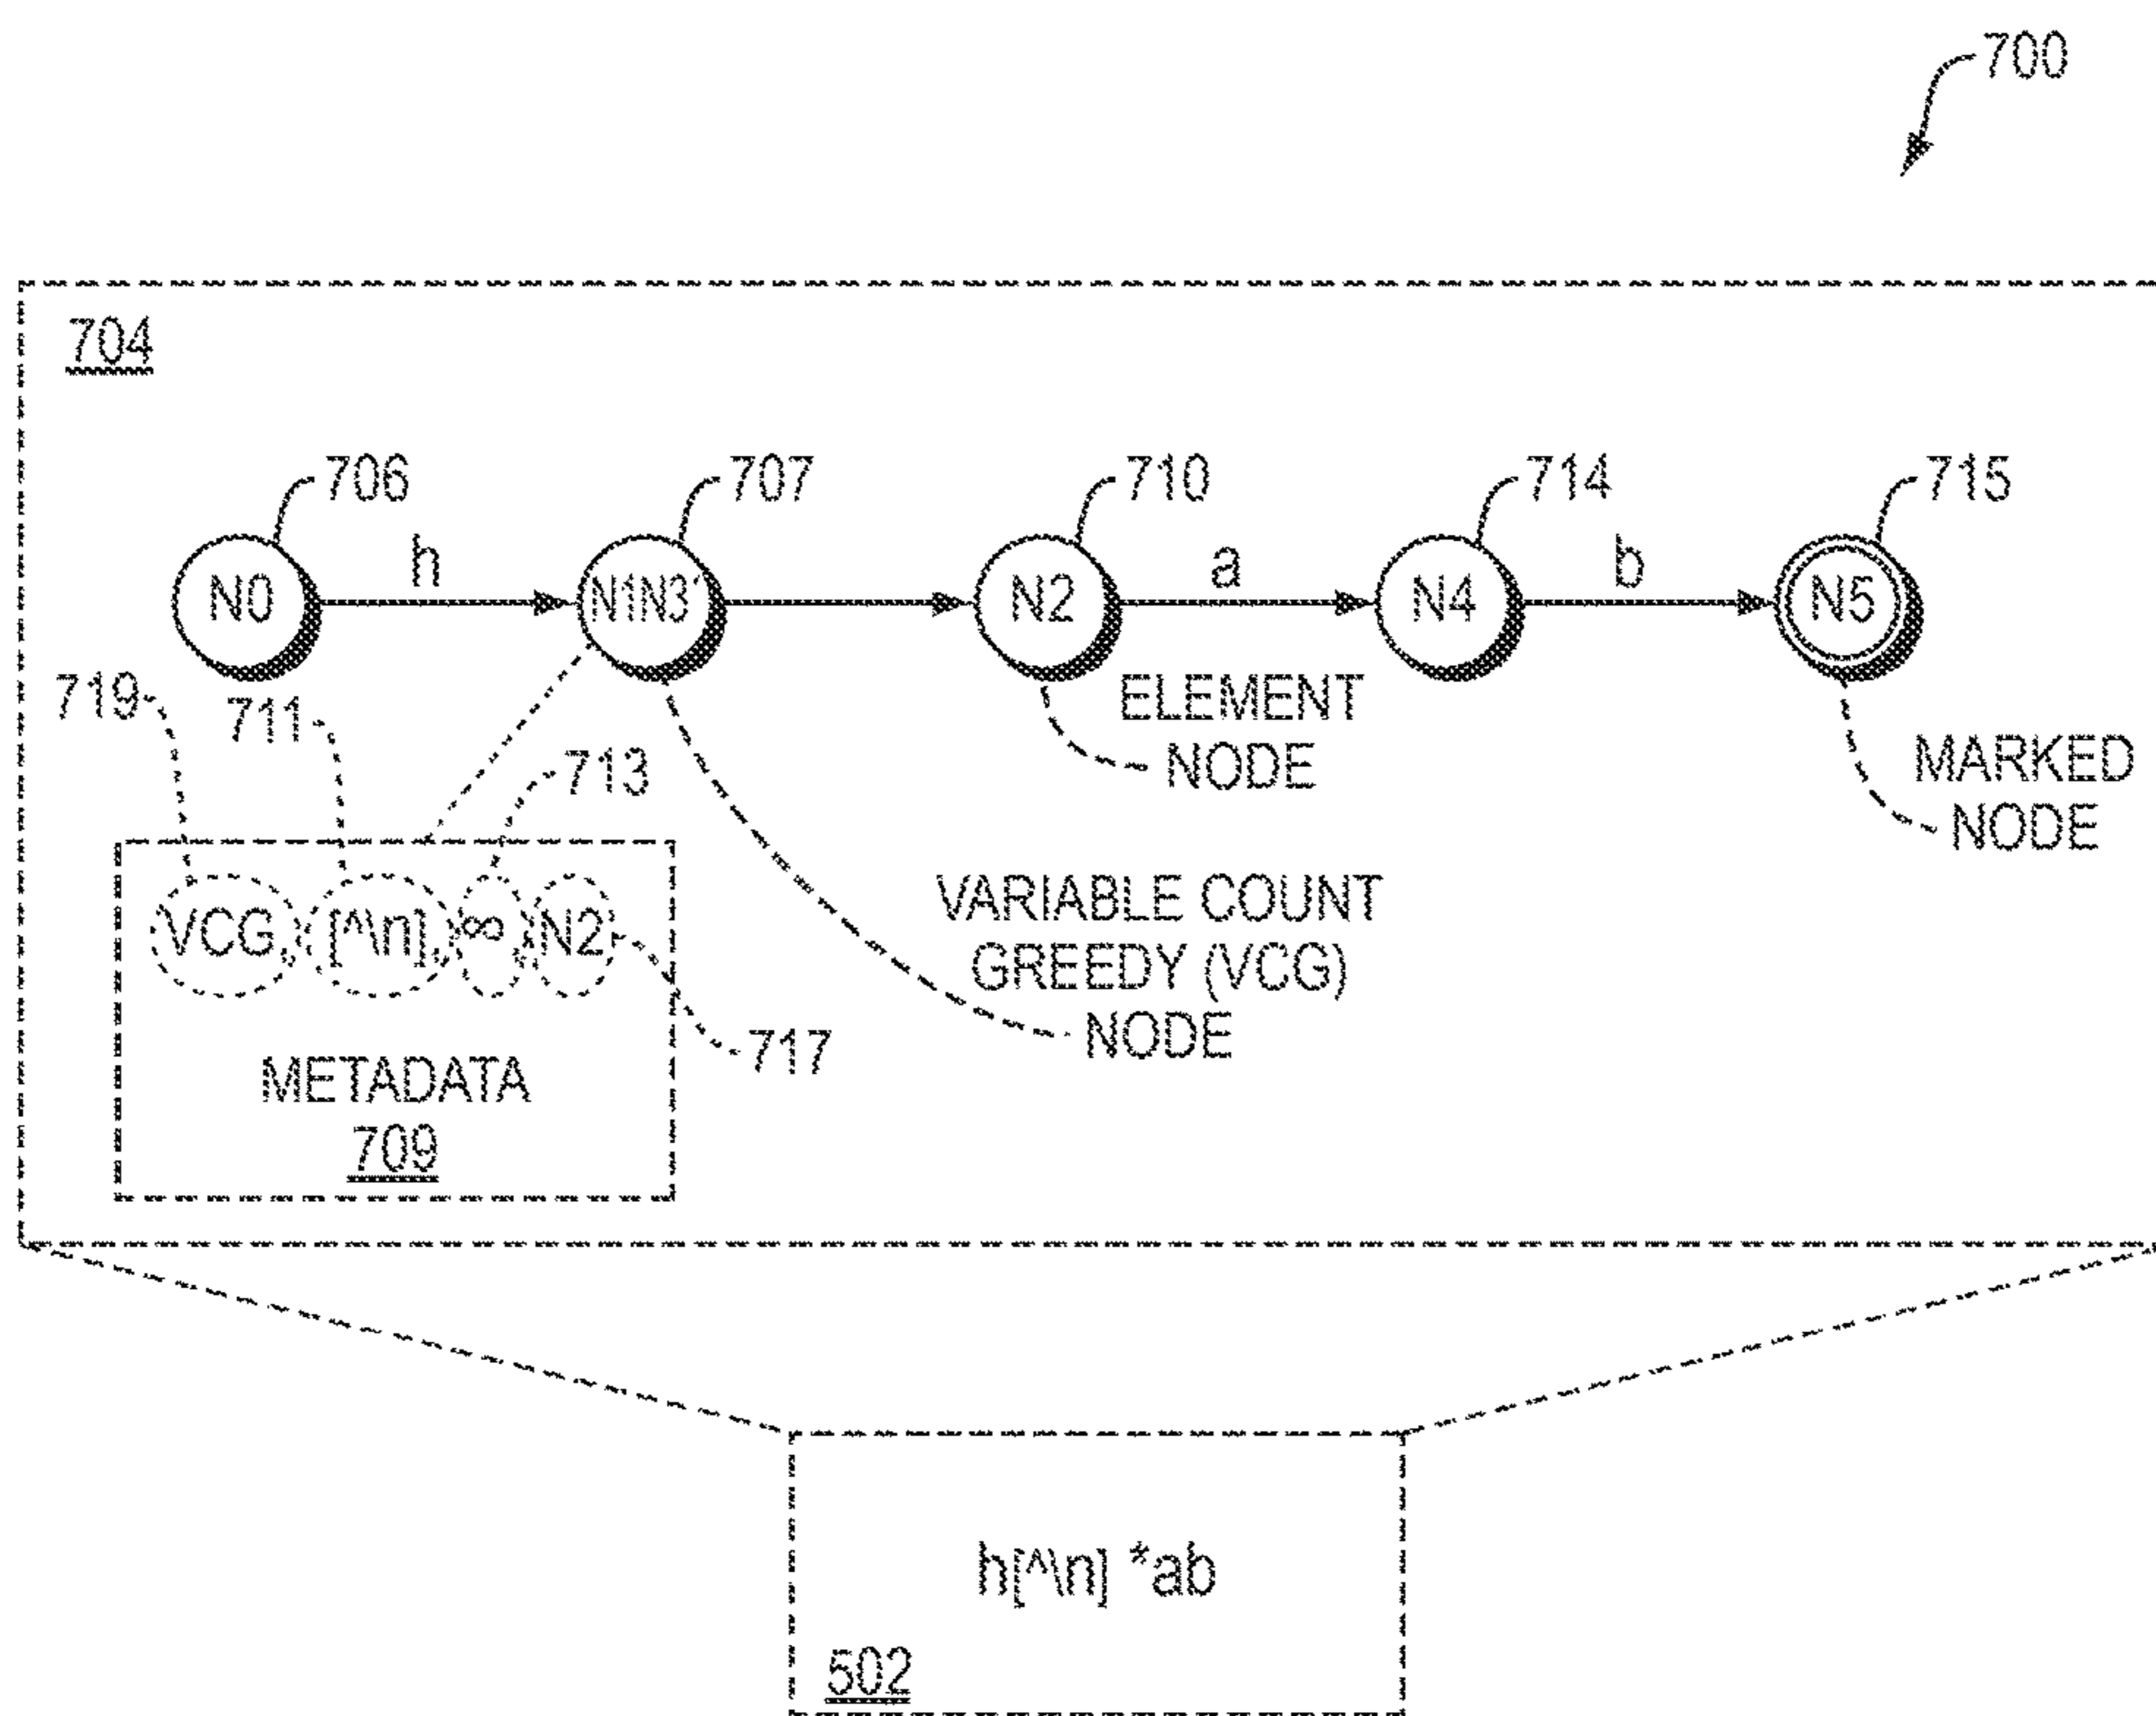 700
704
706 707 710 714 715
h a b
N0 N1N3' N2 N4 N5
719 711 713
ELEMENT
NODE
MARKED
NODE
VCG, [^\n], ∞, N2
VARIABLE COUNT
GREEDY (VCG)
NODE
717
METADATA
709
h[^\n] *ab
502